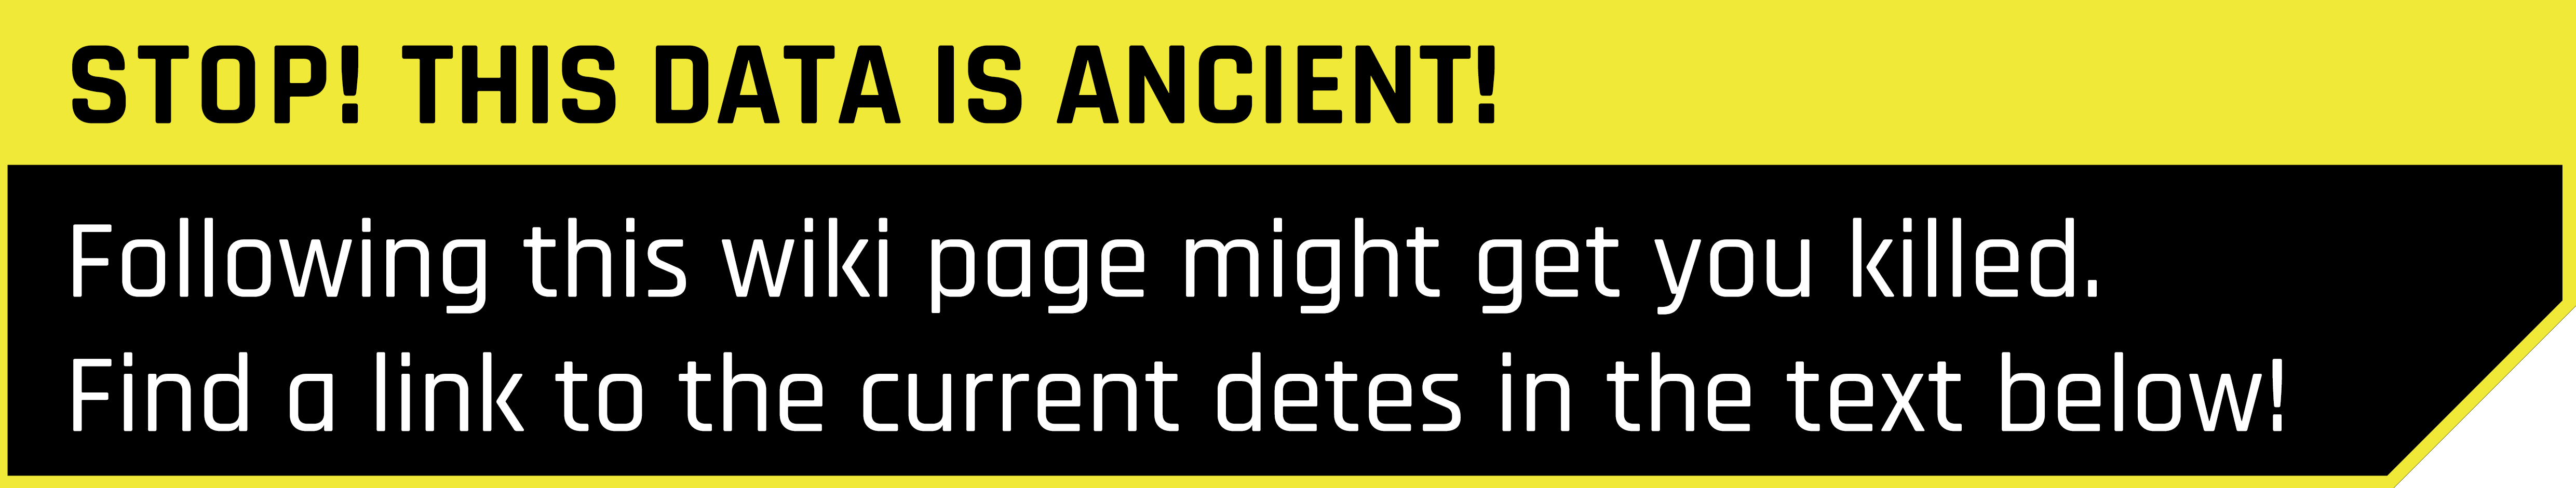 STOP! THIS DATA IS ANCIENT!
Following this wiki page might get you killed.
Find a link to the current detes in the text below!